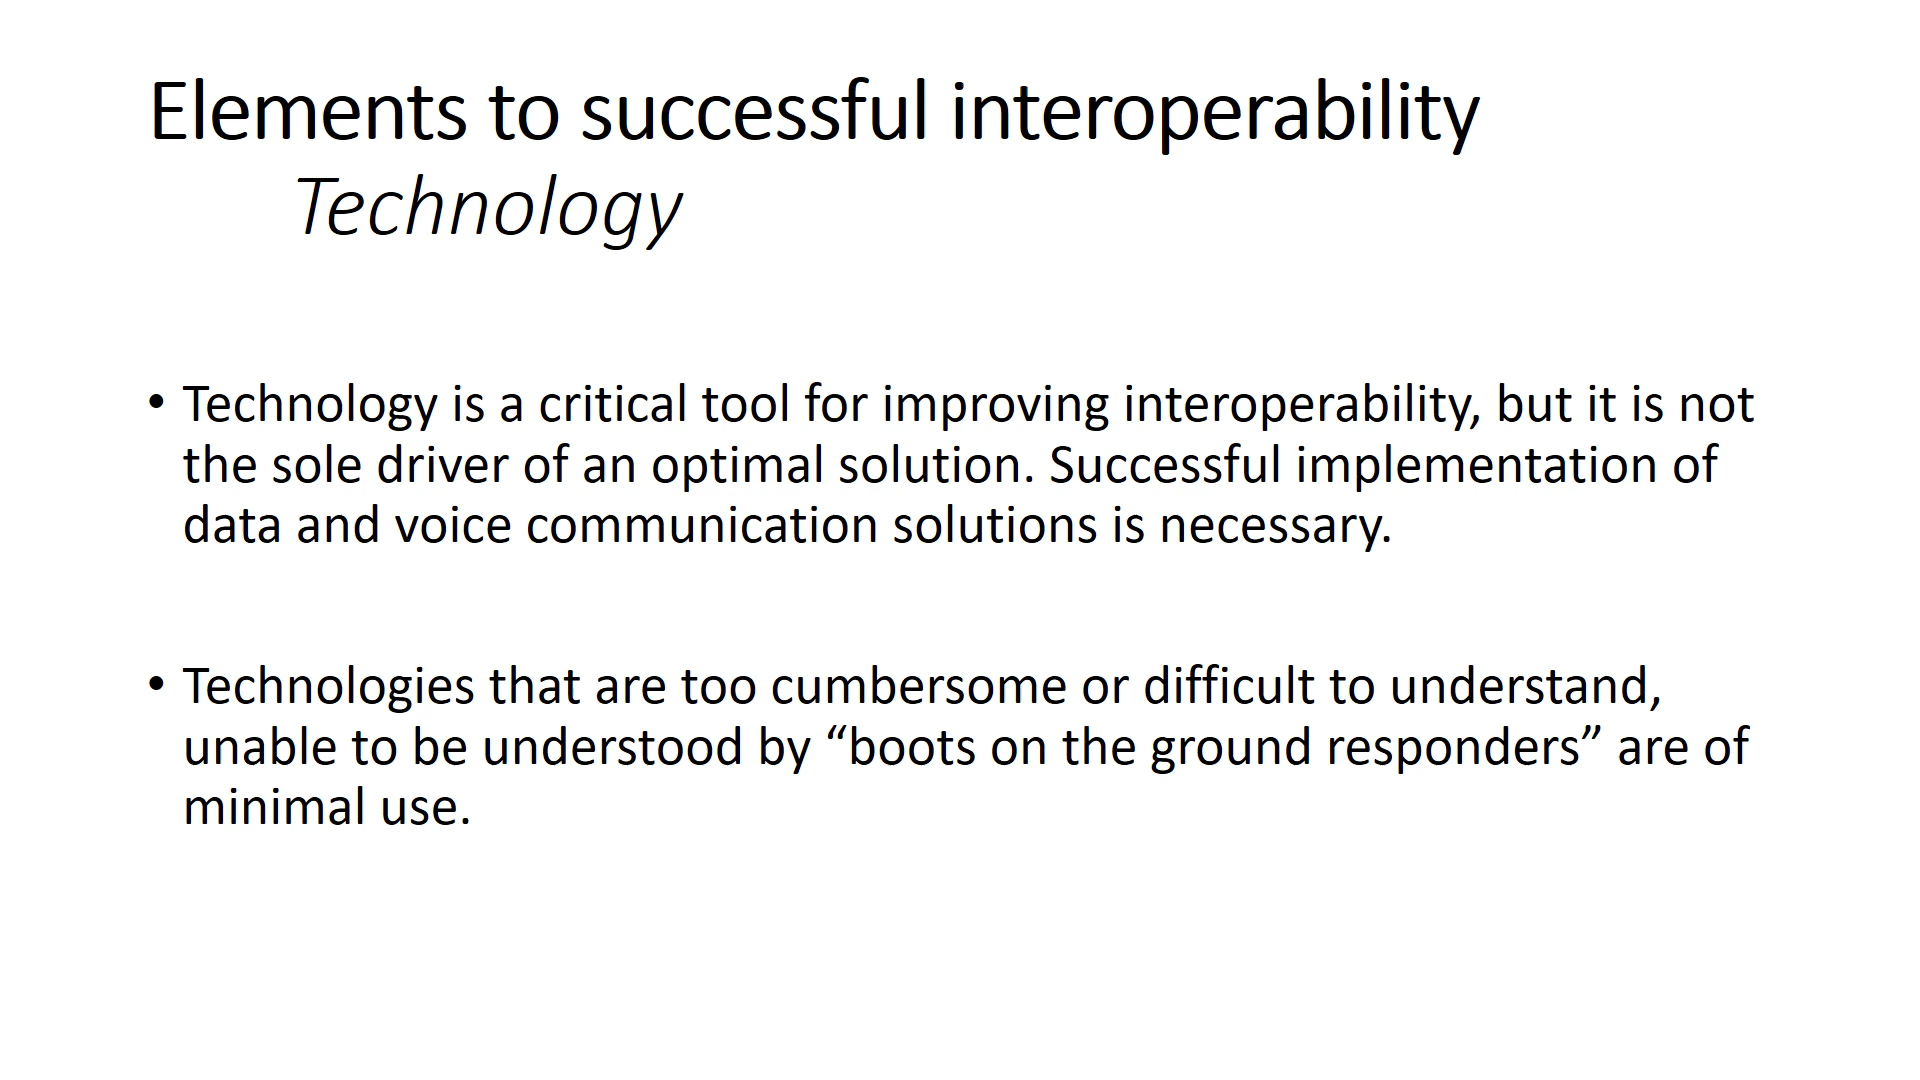 Elements to successful interoperability
Technology
• Technology is a critical tool for improving interoperability, but it is not
the sole driver of an optimal solution. Successful implementation of
data and voice communication solutions is necessary.
• Technologies that are too cumbersome or difficult to understand,
unable to be understood by “boots on the ground responders” are of
minimal use.